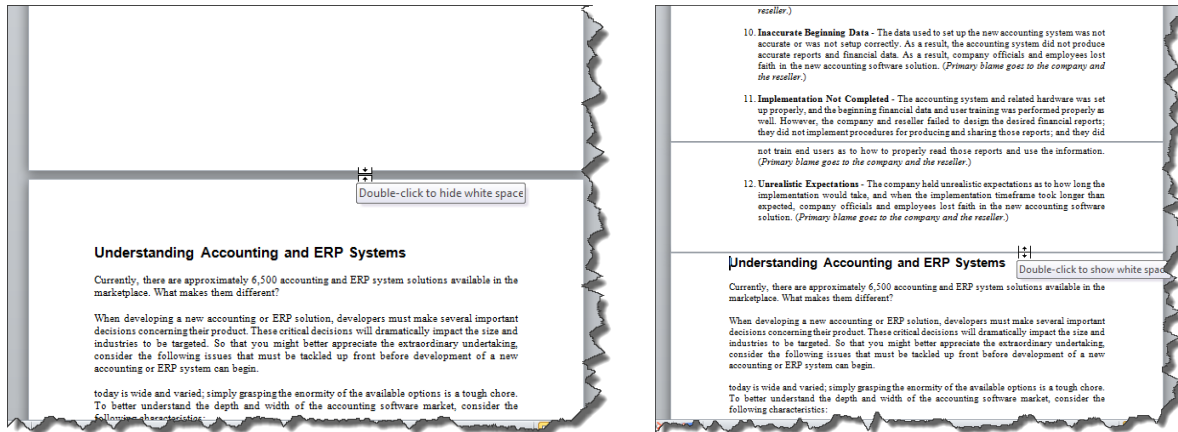 Double-click to hide white space
Understanding Accounting and ERP Systems
Currently, there are approximately 6,500 accounting and ERP system solutions available in the
marketplace. What makes them different?
When developing a new accounting or ERP solution, developers must make several important
decisions concerning their product. These critical decisions will dramatically impact the size and
industries to be targeted. So that you might better appreciate the extraordinary undertaking,
consider the following issues that must be tackled up front before development of a new
accounting or ERP system can begin.
today is wide and varied; simply grasping the enormity of the available options is a tough chore.
To better understand the depth and width of the accounting software market, consider the
following characteristics:
reseller.)
10. Inaccurate Beginning Data - The data used to set up the new accounting system was not
accurate or was not setup correctly. As a result, the accounting system did not produce
accurate reports and financial data. As a result, company officials and employees lost
faith in the new accounting software solution. (Primary blame goes to the company and
the reseller.)
11. Implementation Not Completed - The accounting system and related hardware was set
up properly, and the beginning financial data and user training was performed properly as
well. However, the company and reseller failed to design the desired financial reports;
they did not implement procedures for producing and sharing those reports; and they did
not train end users as to how to properly read those reports and use the information.
(Primary blame goes to the company and the reseller.)
12. Unrealistic Expectations - The company held unrealistic expectations as to how long the
implementation would take, and when the implementation timeframe took longer than
expected, company officials and employees lost faith in the new accounting software
solution. (Primary blame goes to the company and the reseller.)
Understanding Accounting and ERP Systems
Double-click to show white spac
Currently, there are approximately 6,500 accounting and ERP system solutions available in the
marketplace. What makes them different?
When developing a new accounting or ERP solution, developers must make several important
decisions concerning their product. These critical decisions will dramatically impact the size and
industries to be targeted. So that you might better appreciate the extraordinary undertaking,
consider the following issues that must be tackled up front before development of a new
accounting or ERP system can begin.
today is wide and varied; simply grasping the enormity of the available options is a tough chore.
To better understand the depth and width of the accounting software market, consider the
following characteristics: